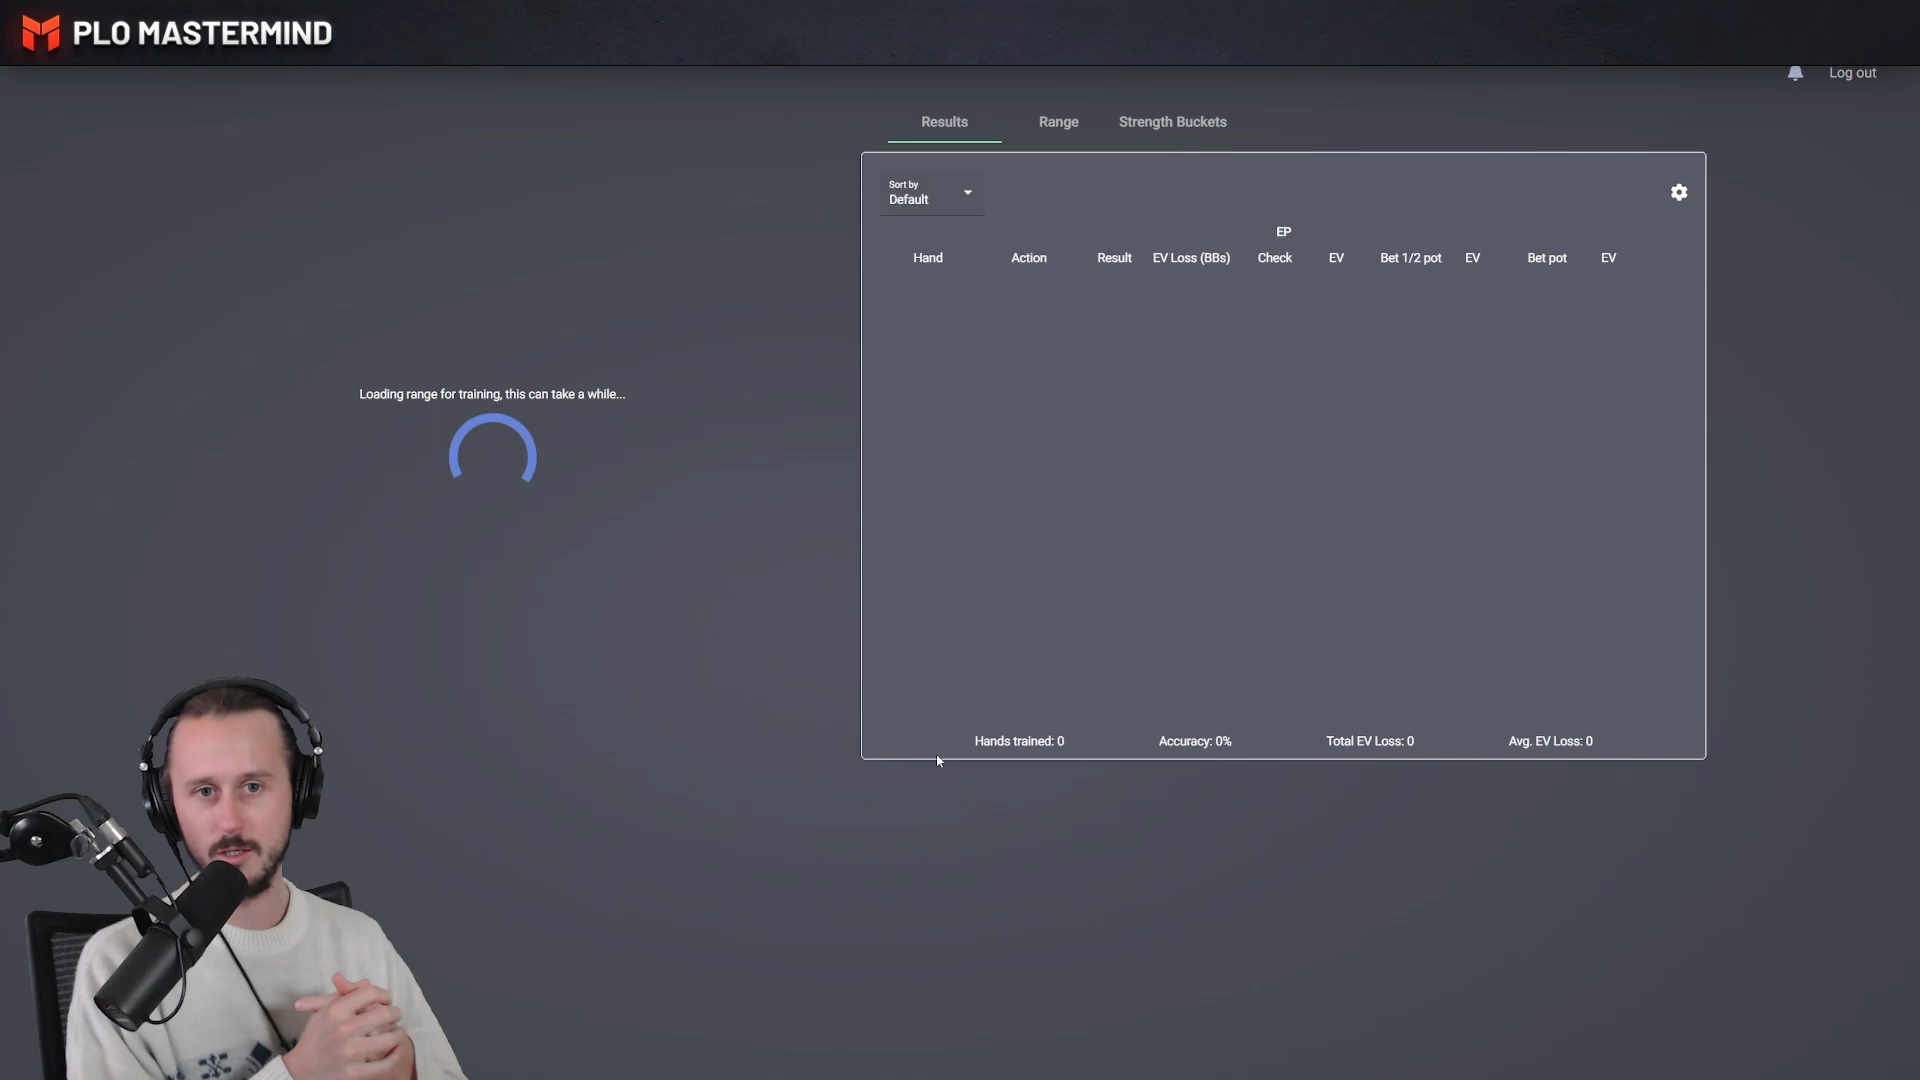 PLO MASTERMIND
Log out
Results Range Strength Buckets
Sort by
Default
EP
Hand Action Result EV Loss (BBs) Check EV Bet 1/2 pot EV Bet pot EV
Loading range for training, this can take a while...
Hands trained: 0 Accuracy: 0% Total EV Loss: 0 Avg. EV Loss: 0